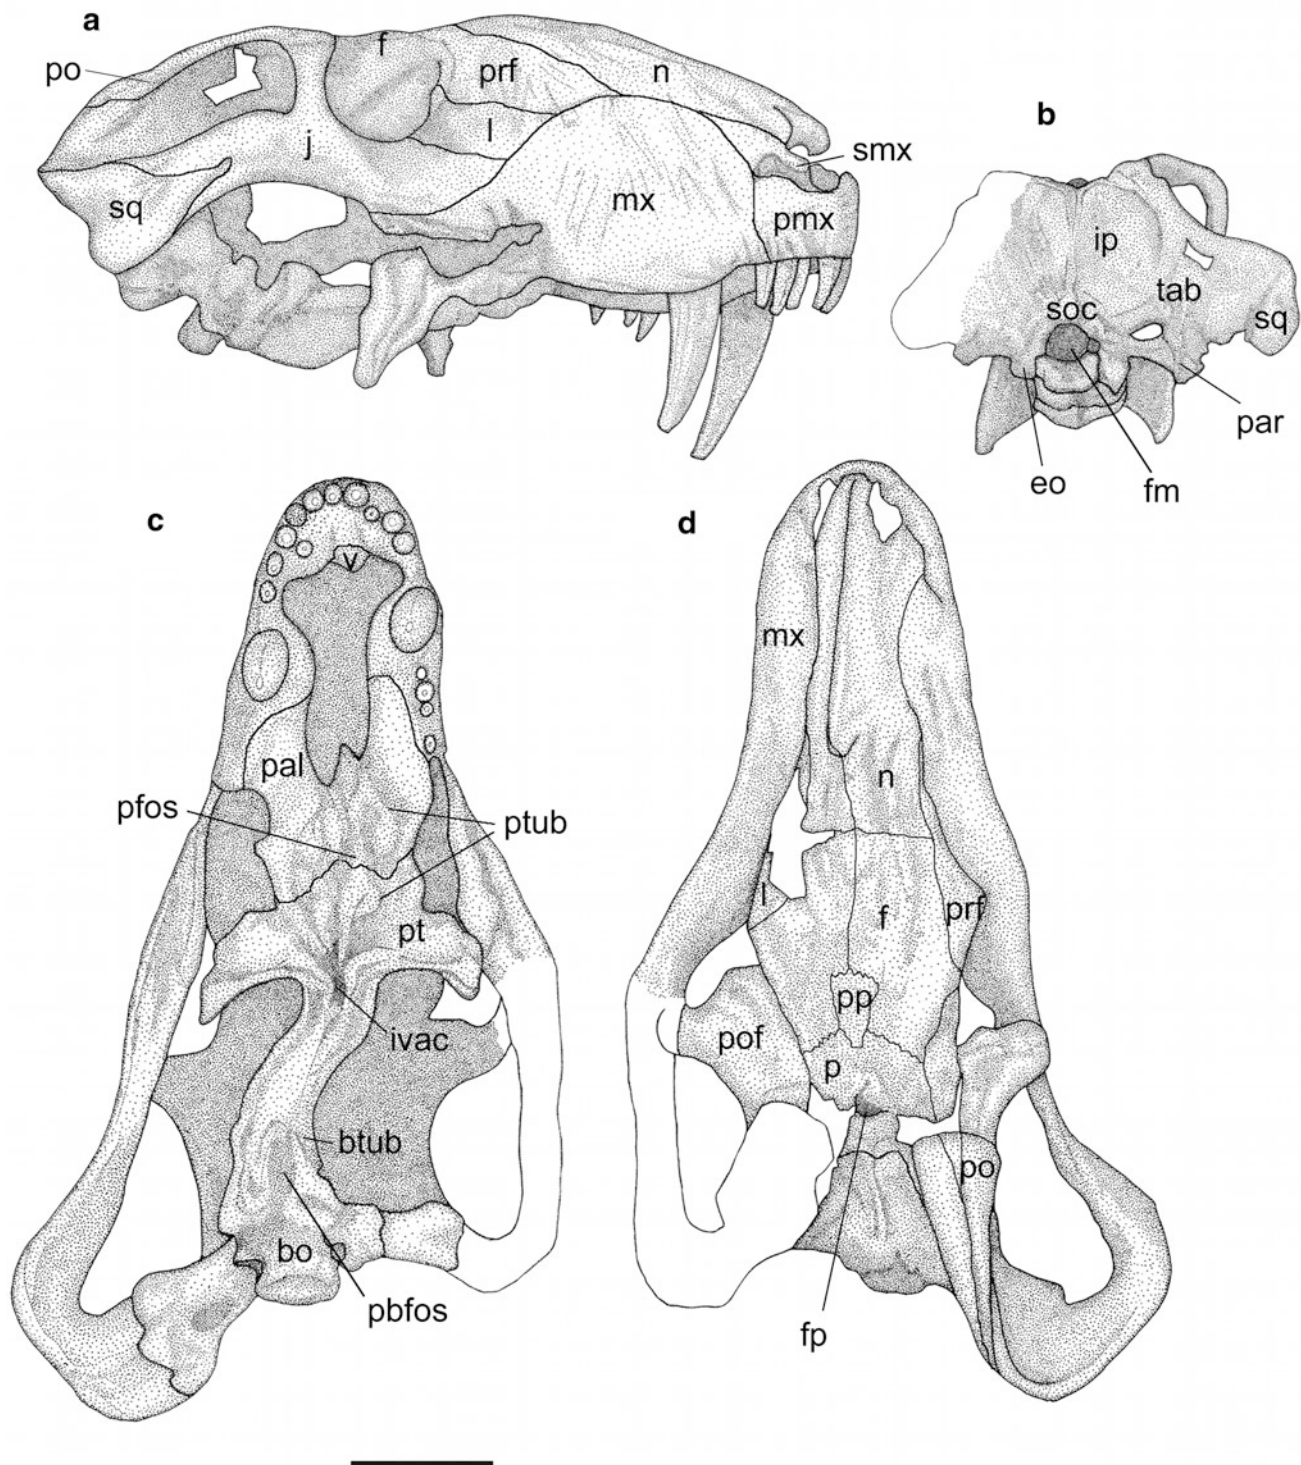 a
f
po
prf
n
l
j
smx
mx
sq
pmx
b
ip
tab
soc
sq
par
eo
fm
c
v
pal
pfos
ptub
pt
ivac
btub
bo
pbfos
d
mx
n
l
f
prf
pp
pof
p
po
fp